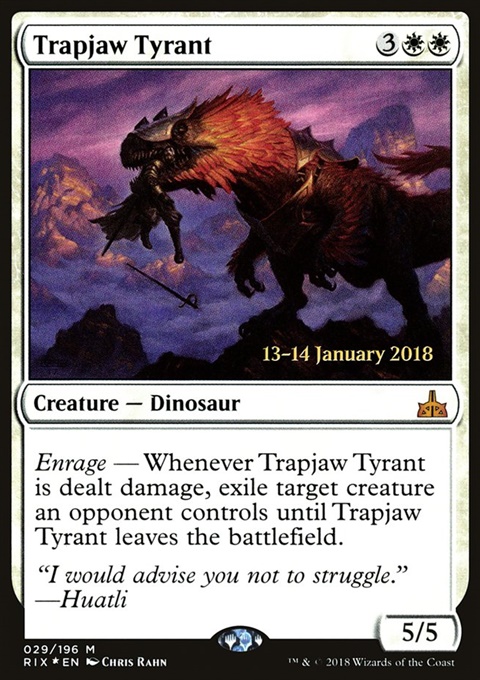 Trapjaw Tyrant 3
13–14 January 2018
Creature — Dinosaur
Enrage — Whenever Trapjaw Tyrant
is dealt damage, exile target creature
an opponent controls until Trapjaw
Tyrant leaves the battlefield.
“I would advise you not to struggle.”
—Huatli
5/5
029/196 M
RIX★EN Chris Rahn
™ & © 2018 Wizards of the Coast